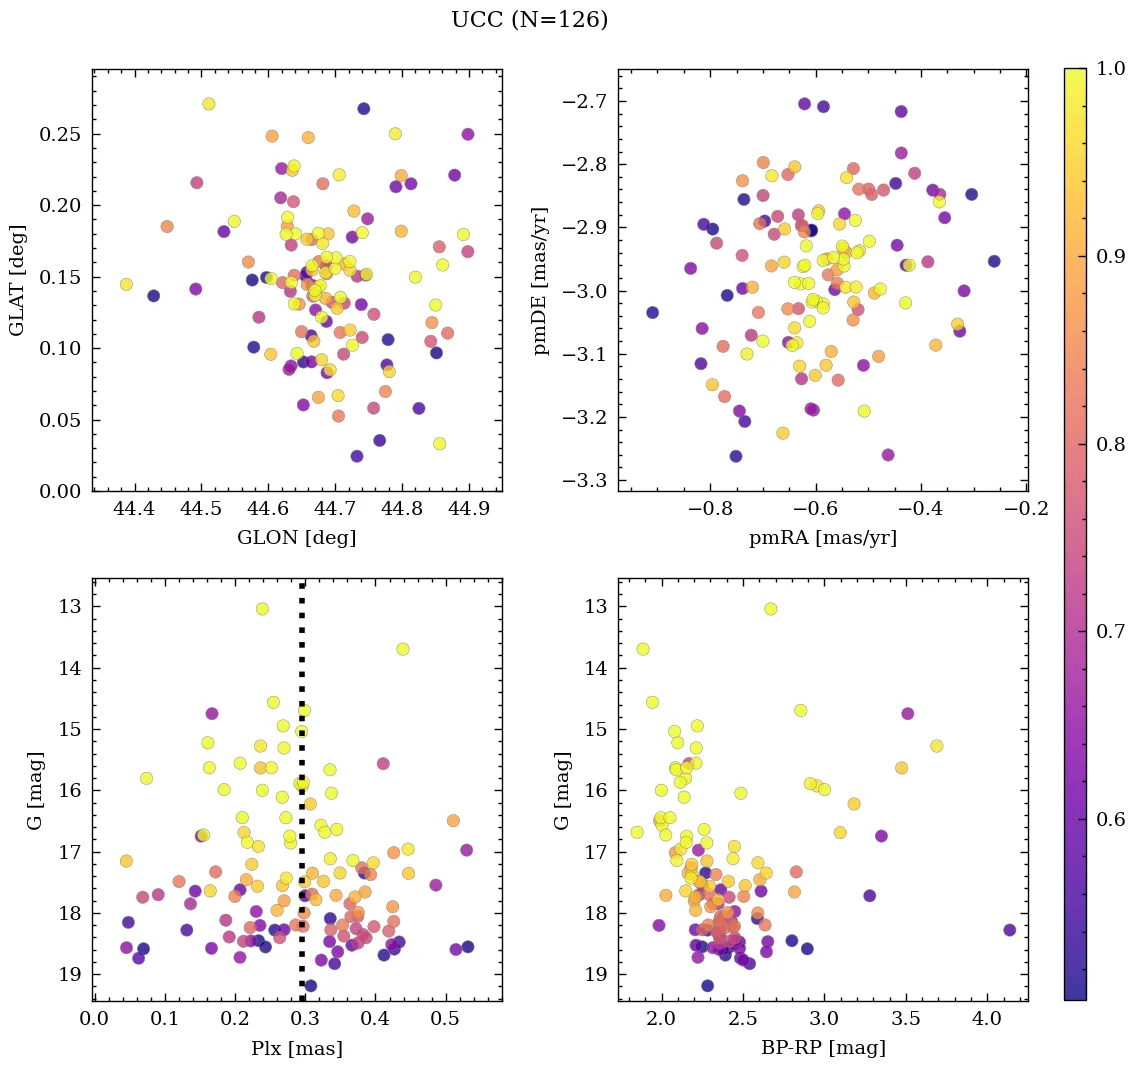 UCC (N=126)
0.25
0.20
0.15
0.10
0.05
0.00
GLAT [deg]
44.4 44.5 44.6 44.7 44.8 44.9
GLON [deg]
−2.7
−2.8
−2.9
−3.0
−3.1
−3.2
−3.3
pmDE [mas/yr]
−0.8 −0.6 −0.4 −0.2
pmRA [mas/yr]
13
14
15
16
17
18
19
G [mag]
0.0 0.1 0.2 0.3 0.4 0.5
Plx [mas]
13
14
15
16
17
18
19
G [mag]
2.0 2.5 3.0 3.5 4.0
BP-RP [mag]
1.0
0.9
0.8
0.7
0.6